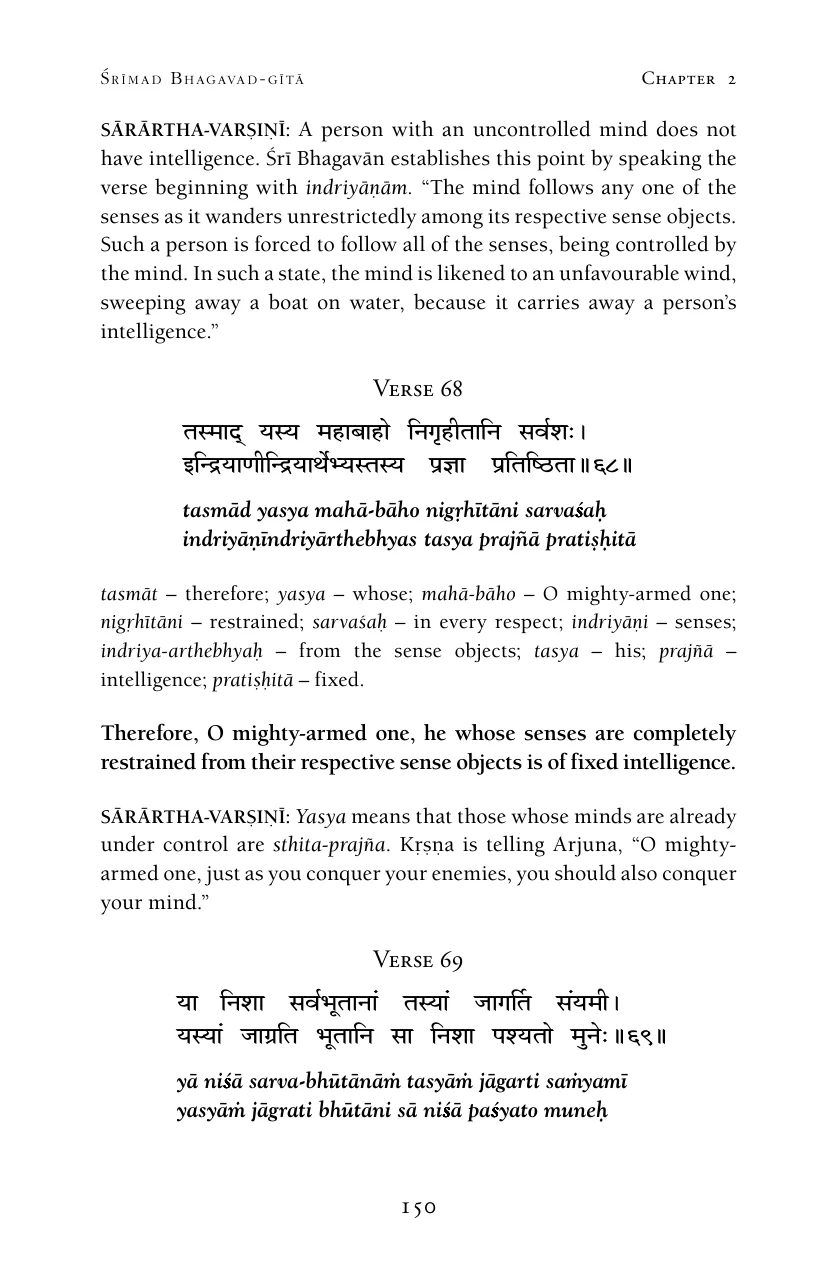 Śrīmad Bhagavad-gītā Chapter 2
SĀRĀRTHA-VARṢIṆĪ: A person with an uncontrolled mind does not
have intelligence. Śrī Bhagavān establishes this point by speaking the
verse beginning with indriyāṇām. “The mind follows any one of the
senses as it wanders unrestrictedly among its respective sense objects.
Such a person is forced to follow all of the senses, being controlled by
the mind. In such a state, the mind is likened to an unfavourable wind,
sweeping away a boat on water, because it carries away a person’s
intelligence.”
Verse 68
तस्माद् यस्य महाबाहो निगृहीतानि सर्वशः।
इन्द्रियाणीन्द्रियार्थेभ्यस्तस्य प्रज्ञा प्रतिष्ठिता॥६८॥
tasmād yasya mahā-bāho nigṛhītāni sarvaśaḥ
indriyāṇīndriyārthebhyas tasya prajñā pratiṣḥitā
tasmāt – therefore; yasya – whose; mahā-bāho – O mighty-armed one;
nigṛhītāni – restrained; sarvaśaḥ – in every respect; indriyāṇi – senses;
indriya-arthebhyaḥ – from the sense objects; tasya – his; prajñā –
intelligence; pratiṣḥitā – fixed.
Therefore, O mighty-armed one, he whose senses are completely
restrained from their respective sense objects is of fixed intelligence.
SĀRĀRTHA-VARṢIṆĪ: Yasya means that those whose minds are already
under control are sthita-prajña. Kṛṣṇa is telling Arjuna, “O mighty-
armed one, just as you conquer your enemies, you should also conquer
your mind.”
Verse 69
या निशा सर्वभूतानां तस्यां जागर्ति संयमी।
यस्यां जाग्रति भूतानि सा निशा पश्यतो मुनेः॥६९॥
yā niśā sarva-bhūtānāṁ tasyāṁ jāgarti saṁyamī
yasyāṁ jāgrati bhūtāni sā niśā paśyato muneḥ
150